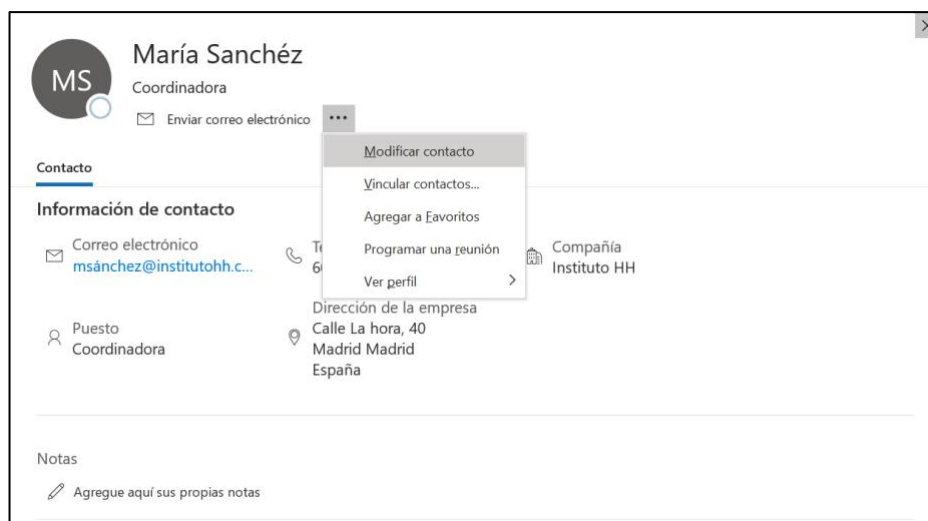 María Sanchéz
MS
Coordinadora
Enviar correo electrónico
Modificar contacto
Vincular contactos...
Agregar a Favoritos
Programar una reunión
Ver perfil
Contacto
Información de contacto
Correo electrónico
msánchez@institutohh.c...
Compañía
Instituto HH
Puesto
Coordinadora
Dirección de la empresa
Calle La hora, 40
Madrid Madrid
España
Notas
Agregue aquí sus propias notas